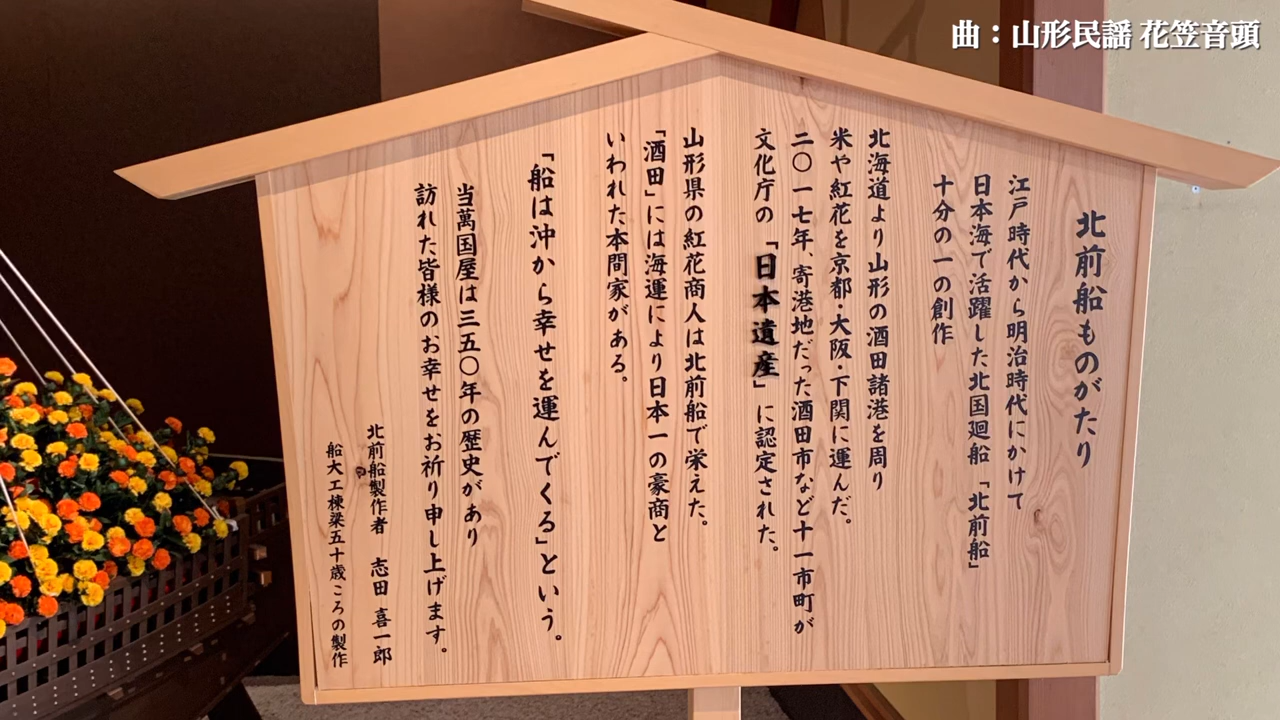 曲：山形民謡 花笠音頭
北前船ものがたり
江戸時代から明治時代にかけて
日本海で活躍した北国廻船「北前船」
十分の一の創作
北海道より山形の酒田諸港を周り
米や紅花を京都・大阪・下関に運んだ。
二〇一七年、寄港地だった酒田市など十一市町が
文化庁の「日本遺産」に認定された。
山形県の紅花商人は北前船で栄えた。
「酒田」には海運により日本一の豪商と
いわれた本間家がある。
「船は沖から幸せを運んでくる」という。
当萬国屋は三五〇年の歴史があり
訪れた皆様のお幸せをお祈り申し上げます。
北前船製作者 志田 喜一郎
船大工棟梁五十歳ころの製作